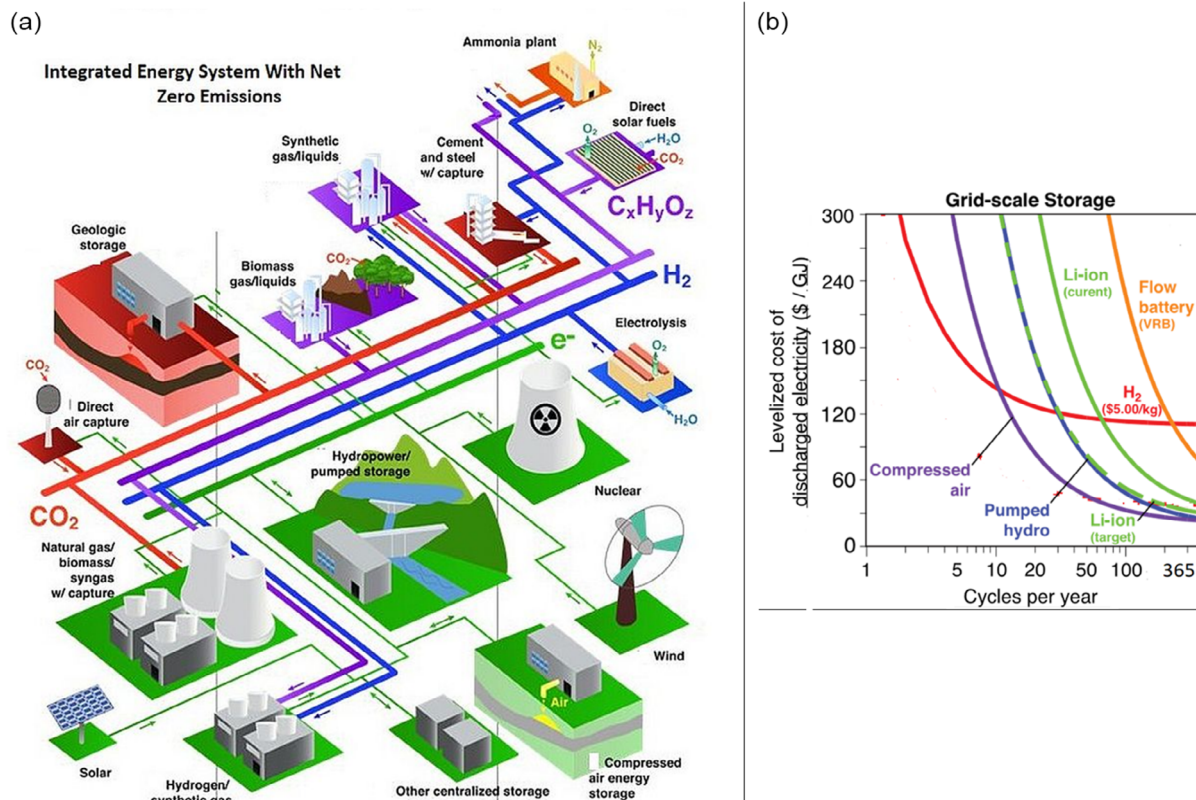 (a)
Integrated Energy System With Net
Zero Emissions
Ammonia plant
N₂
Direct
solar fuels
O₂
H₂O
CO₂
Synthetic
gas/liquids
Cement
and steel
w/ capture
CₓHᵧO₂
Geologic
storage
Biomass
gas/liquids
CO₂
H₂
Electrolysis
O₂
H₂O
e-
CO₂
Direct
air capture
Hydropower/
pumped storage
Nuclear
CO₂
Natural gas/
biomass/
syngas
w/ capture
Wind
Air
Solar
Hydrogen/
synthetic gas
Other centralized storage
Compressed
air energy
storage
(b)
Grid-scale Storage
Levelized cost of
discharged electricity ($ / GJ)
300
240
180
120
60
0
Li-ion
(curent)
Flow
battery
(VRB)
H₂
($5.00/kg)
Compressed
air
Pumped
hydro
Li-ion
(target)
1
5
10
20
50
100
365
Cycles per year